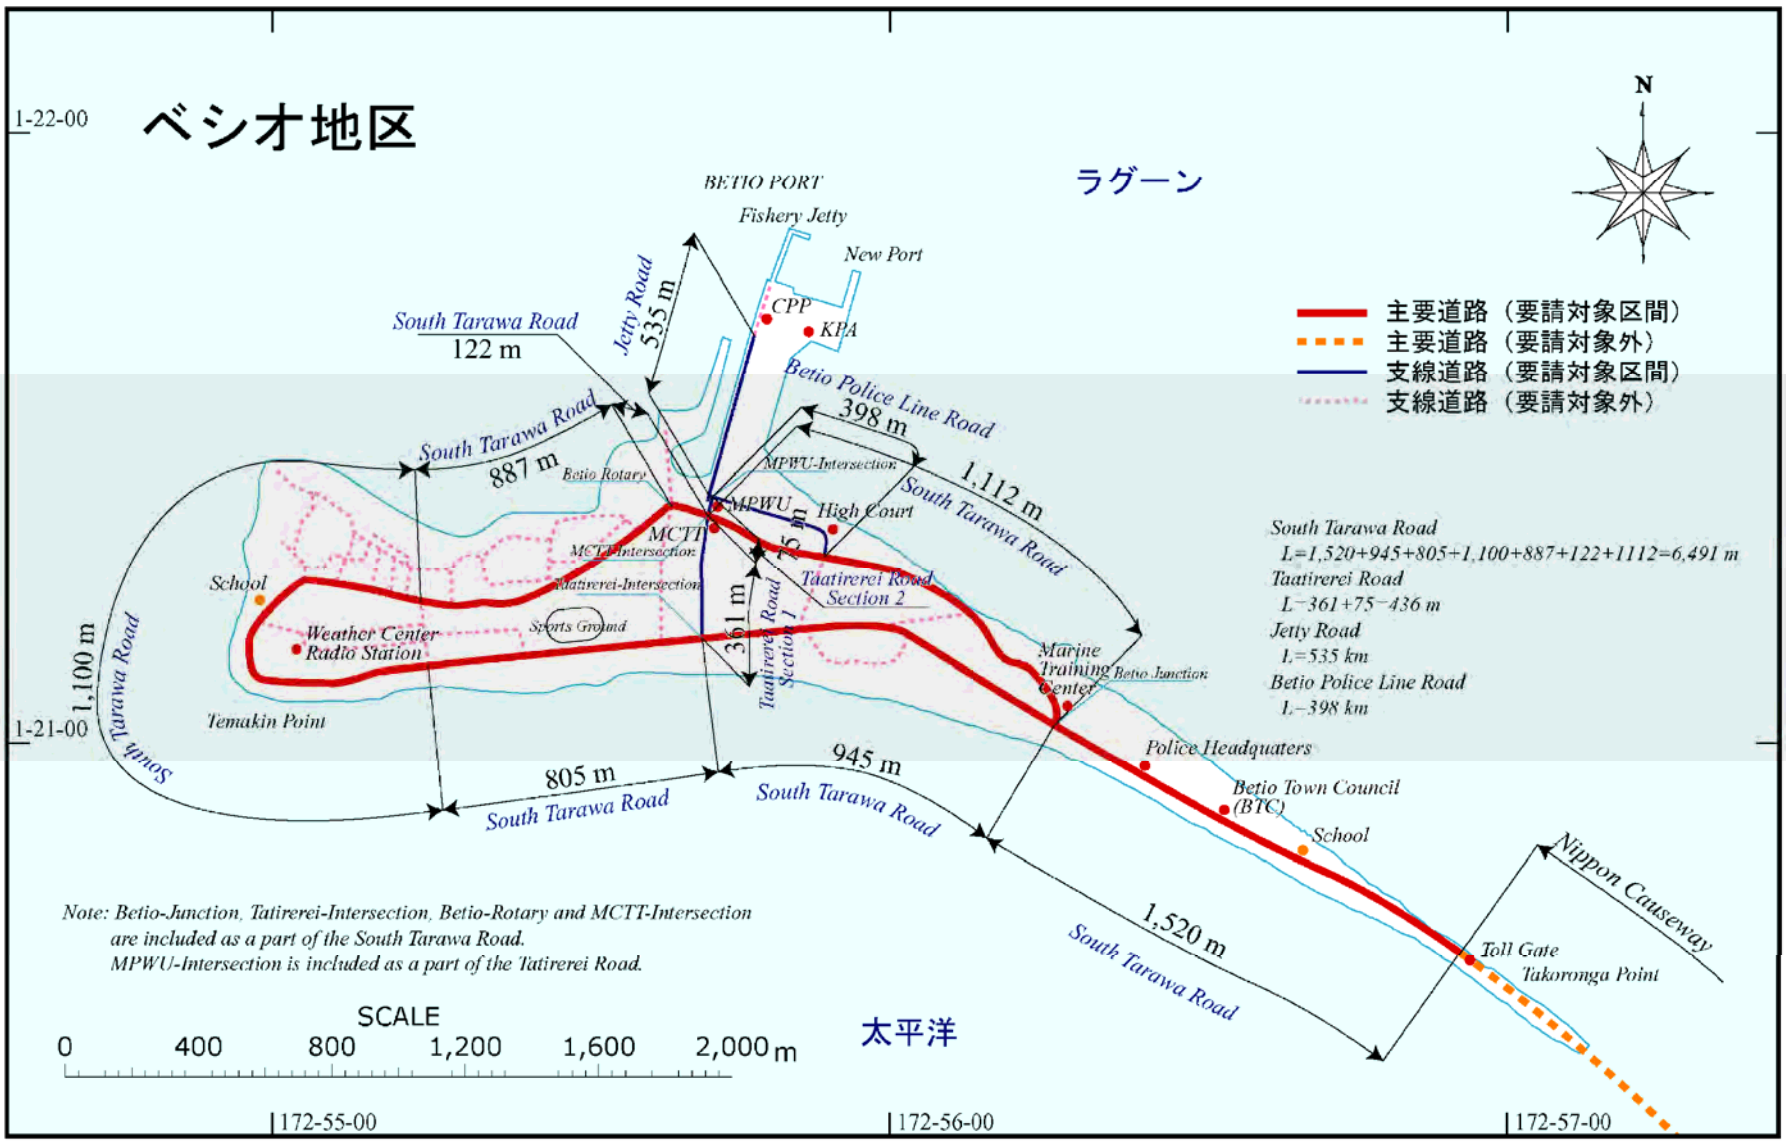 ベシオ地区
1-22-00
ラグーン
N
BETIO PORT
Fishery Jetty
New Port
CPP
KPA
Jetty Road
535 m
South Tarawa Road
122 m
主要道路（要請対象区間）
主要道路（要請対象外）
支線道路（要請対象区間）
支線道路（要請対象外）
Betio Police Line Road
398 m
South Tarawa Road
887 m
Betio Rotary
MPWU-Intersection
1,112 m
South Tarawa Road
MPWU
High Court
MCTT
75 m
MCTT-Intersection
Taatirerei-Intersection
Taatirerei Road
Section 2
School
361 m
Taatirerei Road
Section 1
Sports Ground
Weather Center
Radio Station
Marine
Training
Center
Betio Junction
South Tarawa Road
L=1,520+945+805+1,100+887+122+1112=6,491 m
Taatirerei Road
L=361+75=436 m
Jetty Road
L=535 km
Betio Police Line Road
L=398 km
1,100 m
South Tarawa Road
Temakin Point
1-21-00
Police Headquaters
Betio Town Council
(BTC)
School
805 m
South Tarawa Road
945 m
South Tarawa Road
Nippon Causeway
1,520 m
South Tarawa Road
Toll Gate
Takoronga Point
Note: Betio-Junction, Tatirerei-Intersection, Betio-Rotary and MCTT-Intersection
are included as a part of the South Tarawa Road.
MPWU-Intersection is included as a part of the Tatirerei Road.
SCALE
0 400 800 1,200 1,600 2,000 m
太平洋
172-55-00
172-56-00
172-57-00